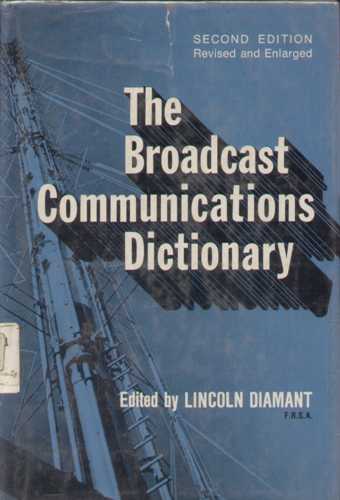 SECOND EDITION
Revised and Enlarged
The
Broadcast
Communications
Dictionary
Edited by LINCOLN DIAMANT
F.R.S.A.